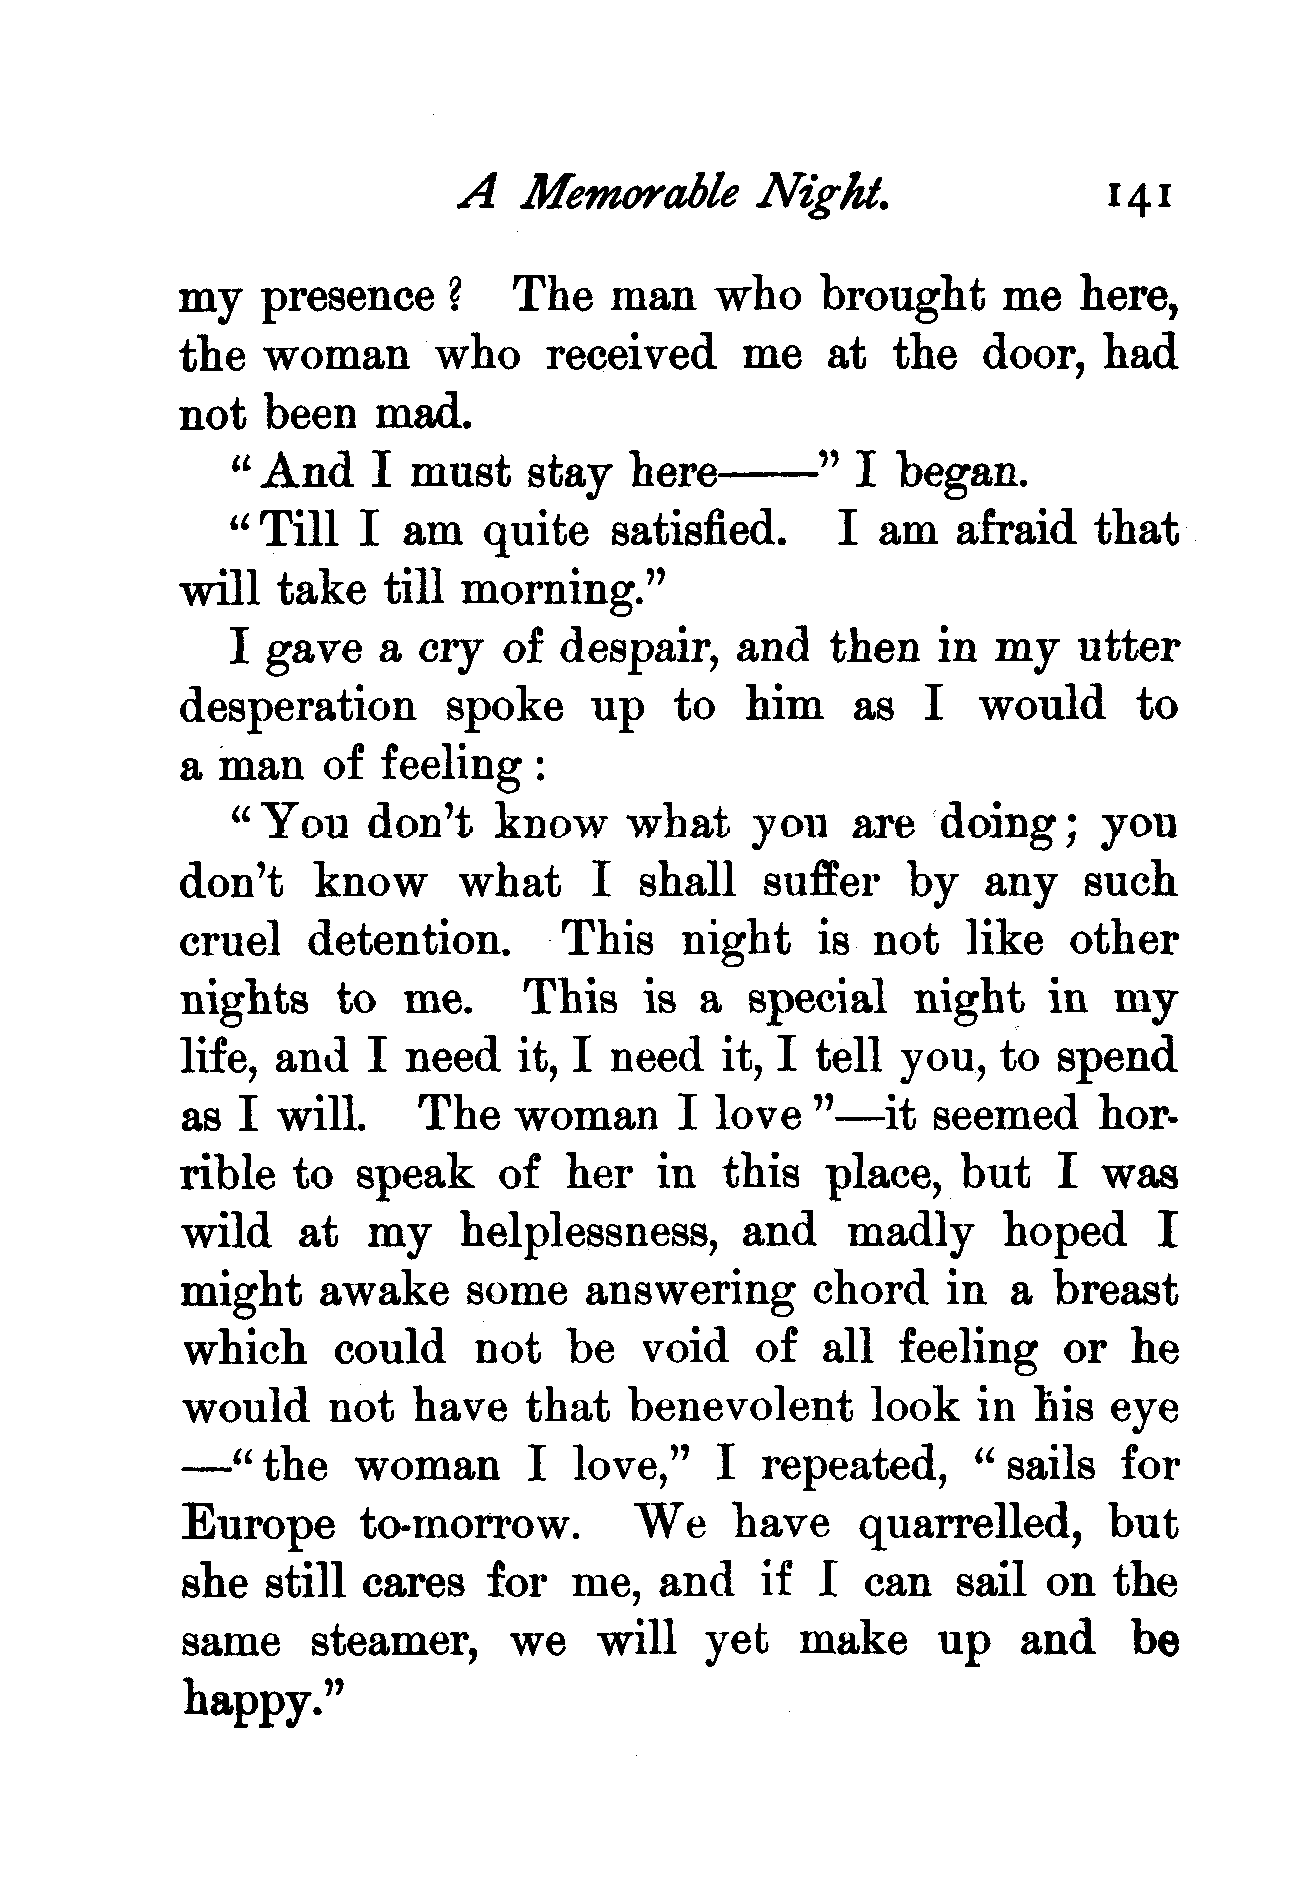 A Memorable Night. 141
my presence? The man who brought me here,
the woman who received me at the door, had
not been mad.
"And I must stay here——" I began.
"Till I am quite satisfied. I am afraid that
will take till morning."
I gave a cry of despair, and then in my utter
desperation spoke up to him as I would to
a man of feeling:
"You don't know what you are doing; you
don't know what I shall suffer by any such
cruel detention. This night is not like other
nights to me. This is a special night in my
life, and I need it, I need it, I tell you, to spend
as I will. The woman I love"—it seemed hor-
rible to speak of her in this place, but I was
wild at my helplessness, and madly hoped I
might awake some answering chord in a breast
which could not be void of all feeling or he
would not have that benevolent look in his eye
—"the woman I love," I repeated, "sails for
Europe to-morrow. We have quarrelled, but
she still cares for me, and if I can sail on the
same steamer, we will yet make up and be
happy."